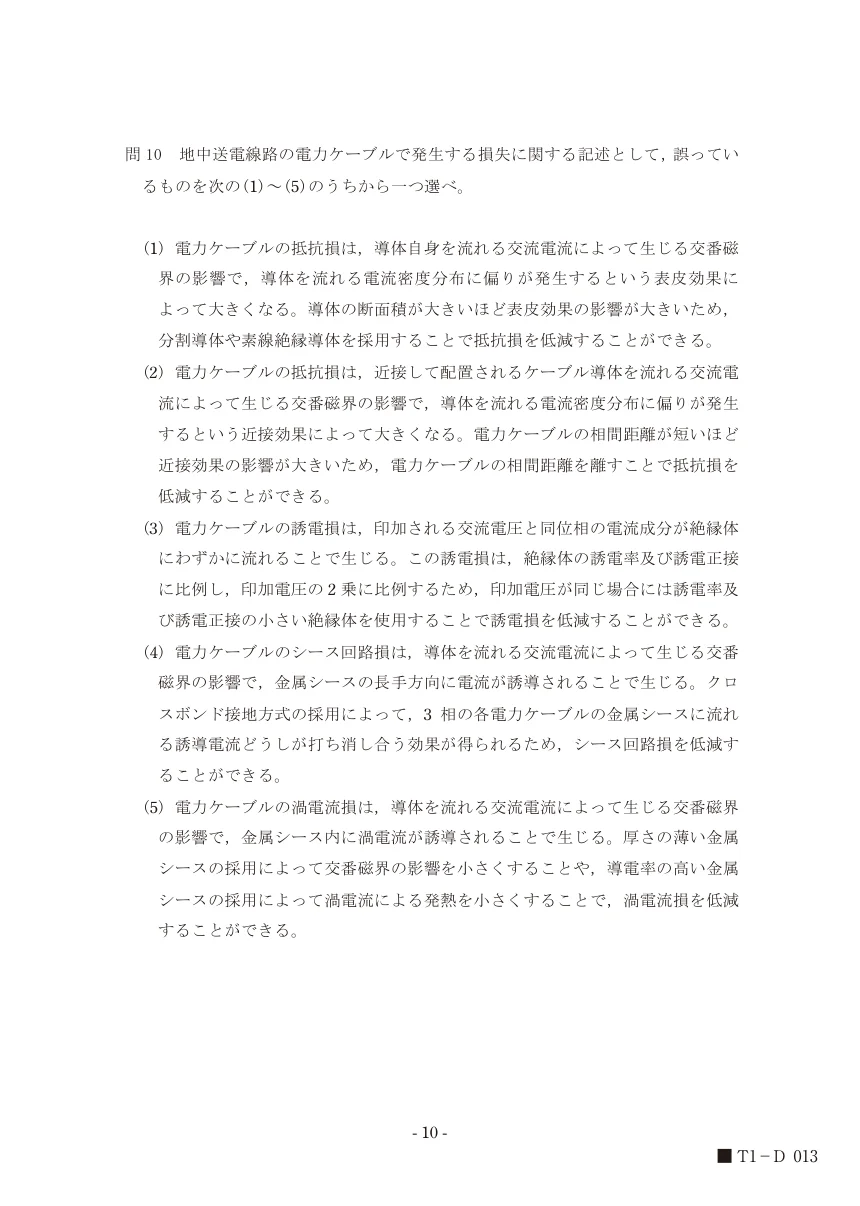 問10　地中送電線路の電力ケーブルで発生する損失に関する記述として，誤ってい
るものを次の(1)～(5)のうちから一つ選べ。
(1) 電力ケーブルの抵抗損は，導体自身を流れる交流電流によって生じる交番磁
界の影響で，導体を流れる電流密度分布に偏りが発生するという表皮効果に
よって大きくなる。導体の断面積が大きいほど表皮効果の影響が大きいため，
分割導体や素線絶縁導体を採用することで抵抗損を低減することができる。
(2) 電力ケーブルの抵抗損は，近接して配置されるケーブル導体を流れる交流電
流によって生じる交番磁界の影響で，導体を流れる電流密度分布に偏りが発生
するという近接効果によって大きくなる。電力ケーブルの相間距離が短いほど
近接効果の影響が大きいため，電力ケーブルの相間距離を離すことで抵抗損を
低減することができる。
(3) 電力ケーブルの誘電損は，印加される交流電圧と同位相の電流成分が絶縁体
にわずかに流れることで生じる。この誘電損は，絶縁体の誘電率及び誘電正接
に比例し，印加電圧の2乗に比例するため，印加電圧が同じ場合には誘電率及
び誘電正接の小さい絶縁体を使用することで誘電損を低減することができる。
(4) 電力ケーブルのシース回路損は，導体を流れる交流電流によって生じる交番
磁界の影響で，金属シースの長手方向に電流が誘導されることで生じる。クロ
スボンド接地方式の採用によって，3 相の各電力ケーブルの金属シースに流れ
る誘導電流どうしが打ち消し合う効果が得られるため，シース回路損を低減す
ることができる。
(5) 電力ケーブルの渦電流損は，導体を流れる交流電流によって生じる交番磁界
の影響で，金属シース内に渦電流が誘導されることで生じる。厚さの薄い金属
シースの採用によって交番磁界の影響を小さくすることや，導電率の高い金属
シースの採用によって渦電流による発熱を小さくすることで，渦電流損を低減
することができる。
- 10 -
■ T1－D 013